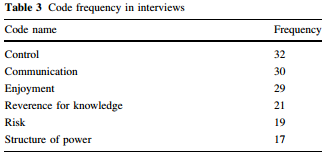 Table 3 Code frequency in interviews
Code name Frequency
Control 32
Communication 30
Enjoyment 29
Reverence for knowledge 21
Risk 19
Structure of power 17